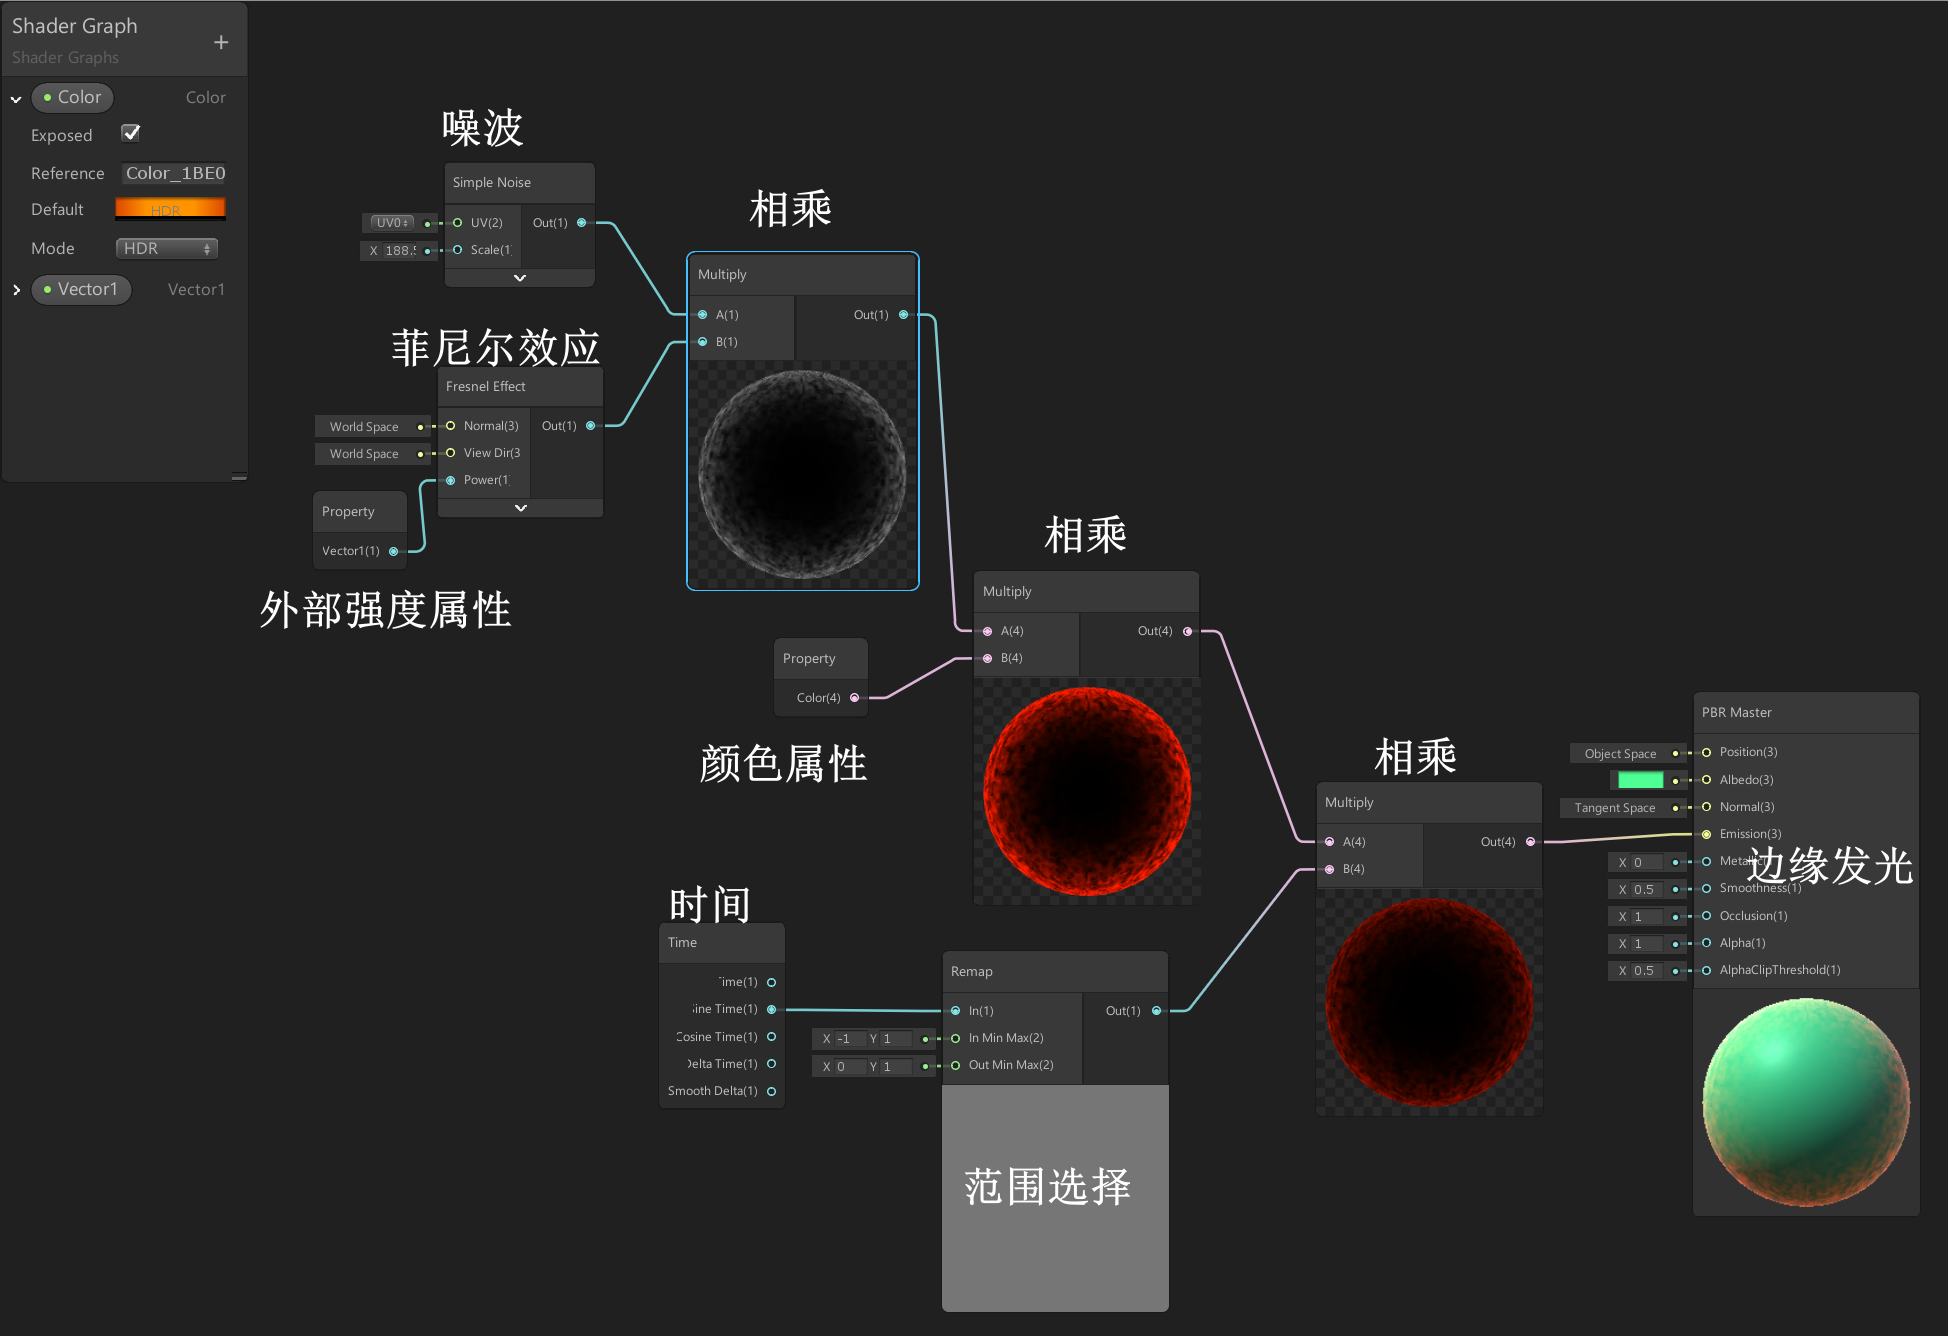 Shader Graph
Shader Graphs
Color
Color
Exposed
Reference
Color_1BE0
Default
HDR
Mode
HDR
Vector1
Vector1
噪波
Simple Noise
UV0
UV(2)
Out(1)
X 188.
Scale(1)
相乘
Multiply
A(1)
Out(1)
B(1)
菲尼尔效应
Fresnel Effect
World Space
Normal(3)
Out(1)
World Space
View Dir(3
Power(1)
Property
Vector1(1)
外部强度属性
相乘
Multiply
A(4)
Out(4)
B(4)
Property
Color(4)
颜色属性
时间
Time
Time(1)
Sine Time(1)
Cosine Time(1)
Delta Time(1)
Smooth Delta(1)
Remap
In(1)
Out(1)
X -1 Y 1
In Min Max(2)
X 0 Y 1
Out Min Max(2)
范围选择
相乘
Multiply
A(4)
Out(4)
B(4)
PBR Master
Object Space
Position(3)
Albedo(3)
Tangent Space
Normal(3)
Emission(3)
边缘发光
X 0
X 0.5
Smoothness(1)
X 1
Occlusion(1)
X 1
Alpha(1)
X 0.5
AlphaClipThreshold(1)